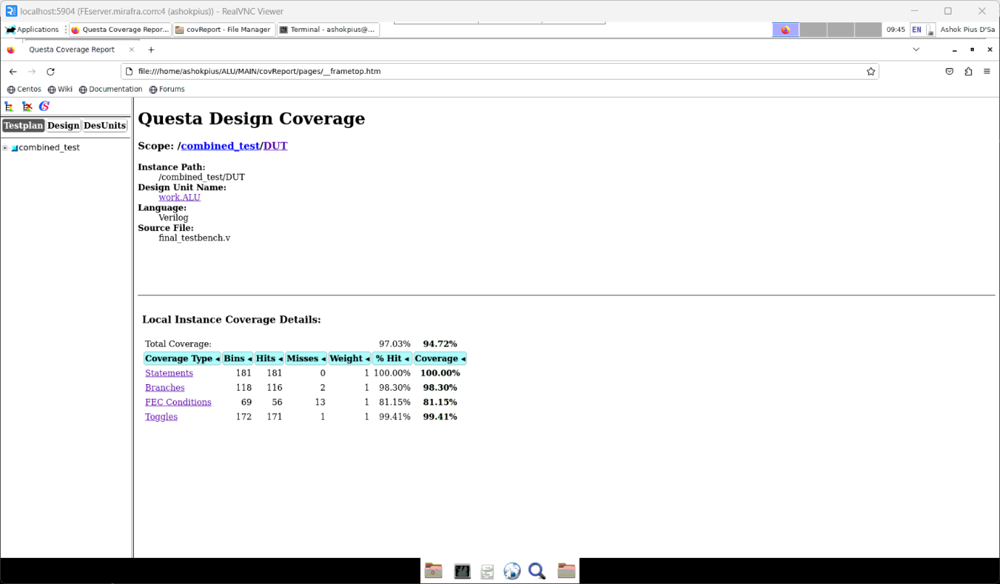 localhost:5904 (FEserver.mirafra.com:4 (ashokpius)) - RealVNC Viewer
Applications Questa Coverage Repor... covReport - File Manager Terminal - ashokpius@... 09:45 EN Ashok Pius D'Sa
Questa Coverage Report
file:///home/ashokpius/ALU/MAIN/covReport/pages/__frametop.htm
Centos Wiki Documentation Forums
Testplan Design DesUnits
combined_test
Questa Design Coverage
Scope: /combined_test/DUT
Instance Path:
/combined_test/DUT
Design Unit Name:
work.ALU
Language:
Verilog
Source File:
final_testbench.v
Local Instance Coverage Details:
Total Coverage: 97.03% 94.72%
Coverage Type Bins Hits Misses Weight % Hit Coverage
Statements 181 181 0 1 100.00% 100.00%
Branches 118 116 2 1 98.30% 98.30%
FEC Conditions 69 56 13 1 81.15% 81.15%
Toggles 172 171 1 1 99.41% 99.41%